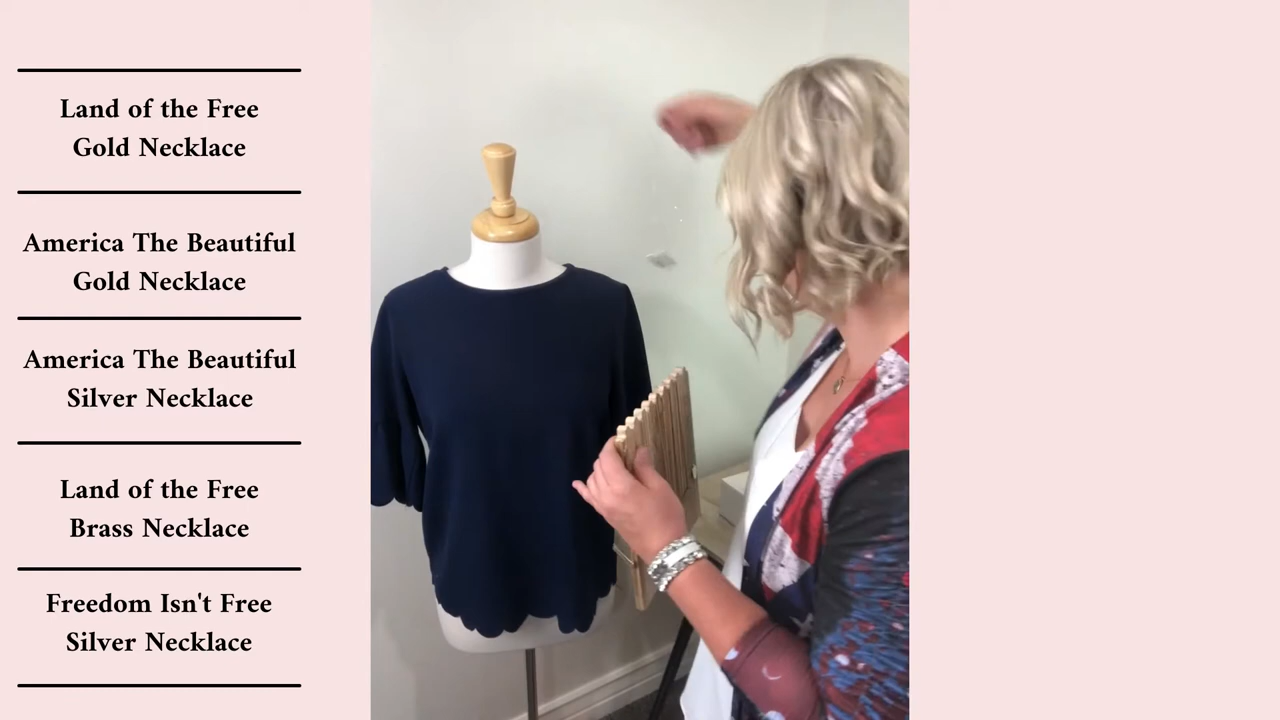 Land of the Free
Gold Necklace
America The Beautiful
Gold Necklace
America The Beautiful
Silver Necklace
Land of the Free
Brass Necklace
Freedom Isn't Free
Silver Necklace